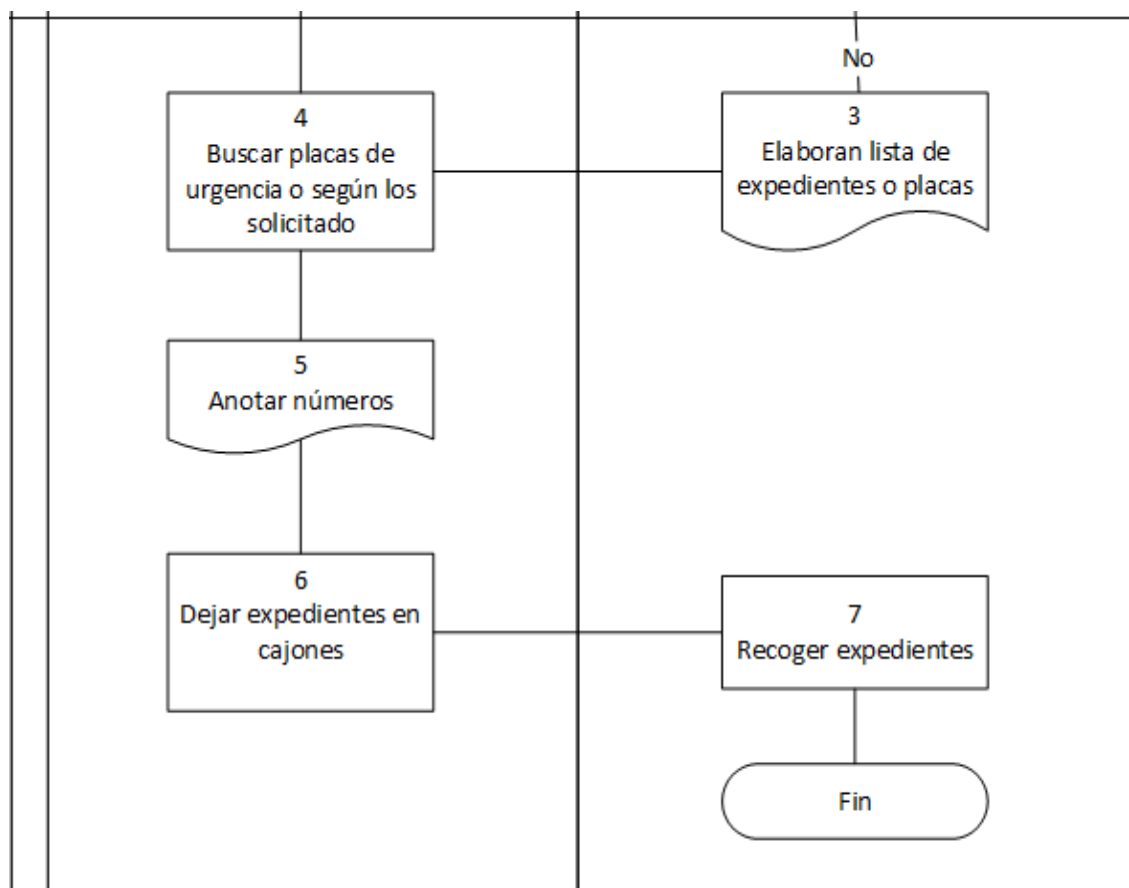 No
4
Buscar placas de
urgencia o según los
solicitado
3
Elaboran lista de
expedientes o placas
5
Anotar números
6
Dejar expedientes en
cajones
7
Recoger expedientes
Fin